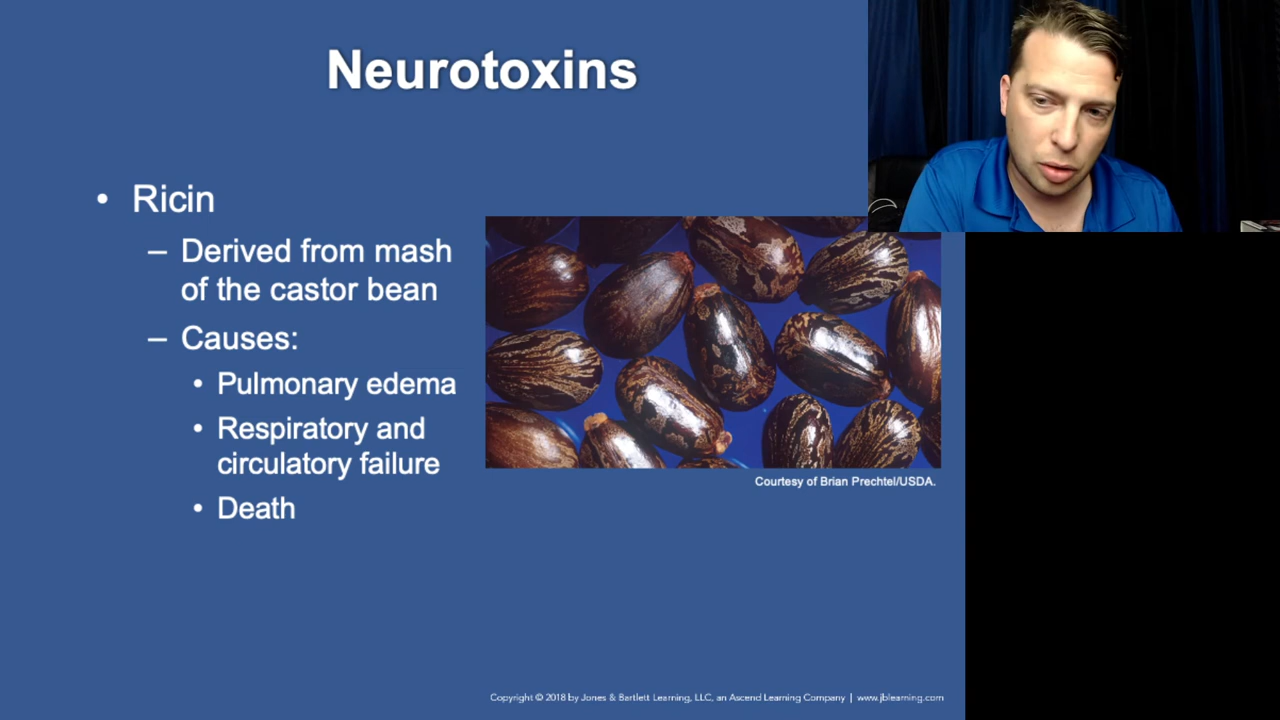 Neurotoxins
• Ricin
– Derived from mash
of the castor bean
– Causes:
• Pulmonary edema
• Respiratory and
circulatory failure
• Death
Courtesy of Brian Prechtel/USDA.
Copyright © 2018 by Jones & Bartlett Learning, LLC, an Ascend Learning Company | www.jblearning.com